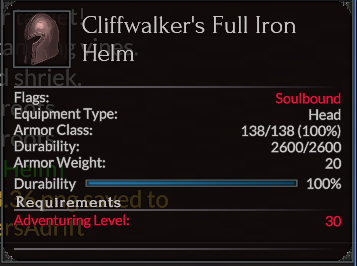 Cliffwalker's Full Iron
Helm
d shriek.
Flags: Soulbound
Equipment Type: Head
Armor Class: 138/138 (100%)
Durability: 2600/2600
Armor Weight: 20
Durability 100%
Requirements
Adventuring Level: 30